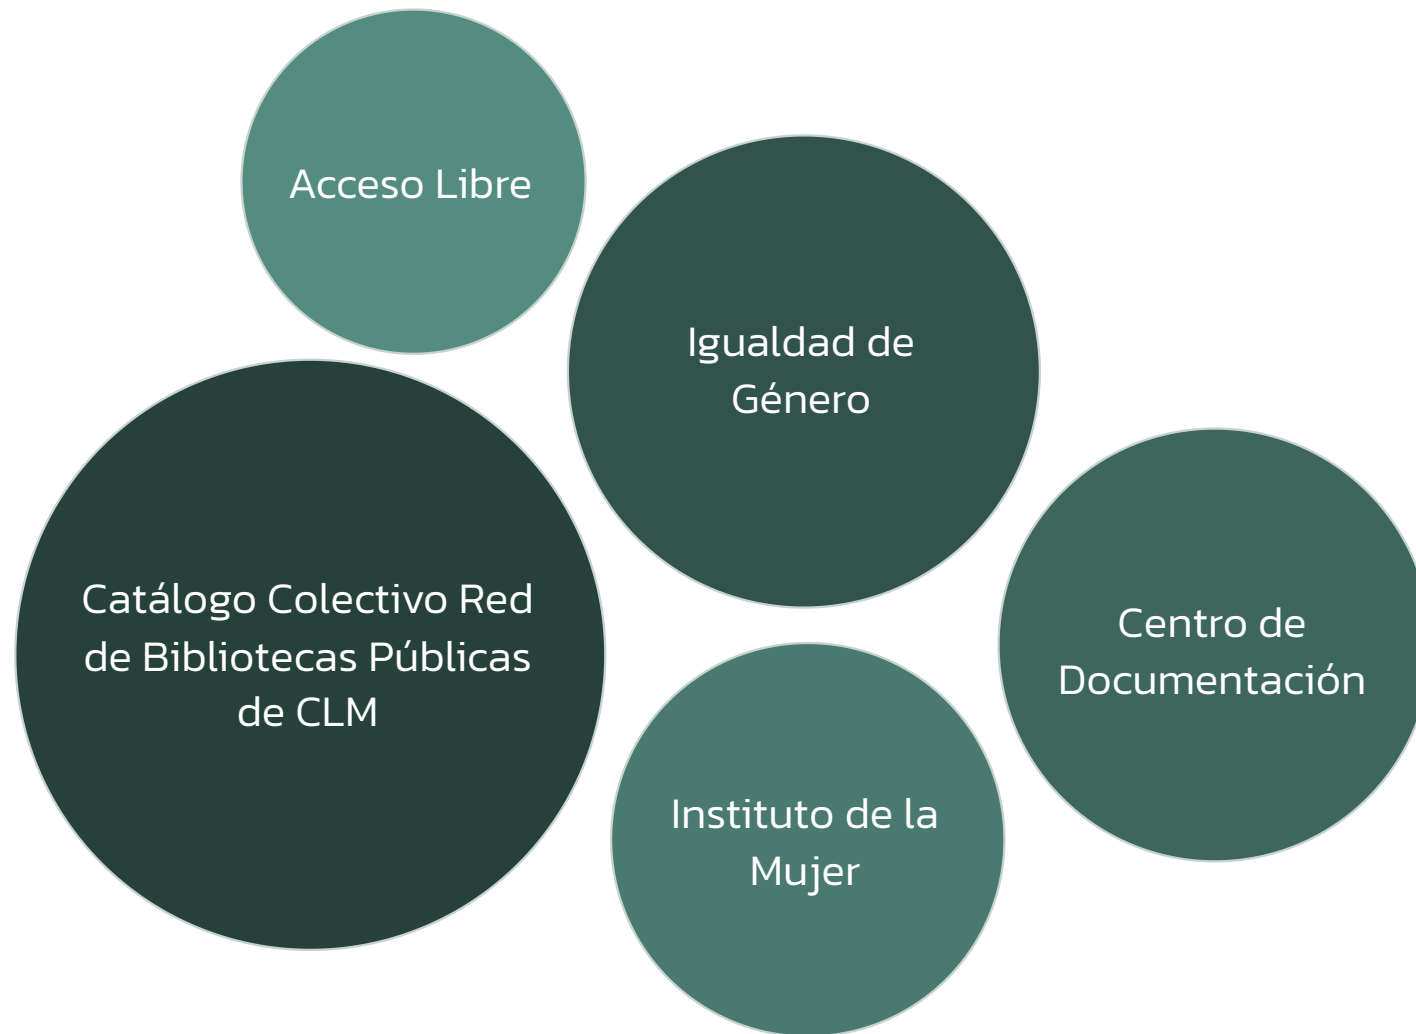 Acceso Libre
Igualdad de
Género
Catálogo Colectivo Red
de Bibliotecas Públicas
de CLM
Centro de
Documentación
Instituto de la
Mujer